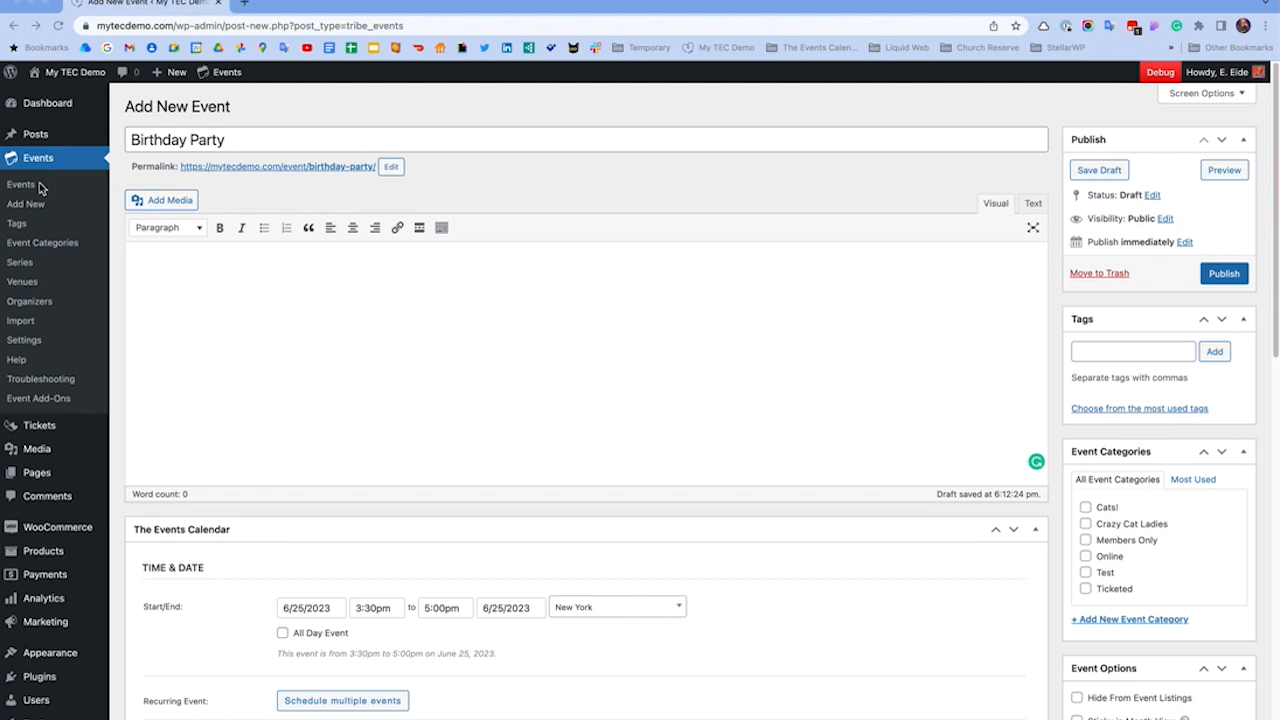 Add New Event ‹ My TEC Demo
mytecdemo.com/wp-admin/post-new.php?post_type=tribe_events
Bookmarks
Temporary
My TEC Demo
The Events Calen...
Liquid Web
Church Reserve
StellarWP
»
Other Bookmarks
My TEC Demo
0
New
Events
Debug
Howdy, E. Eide
Screen Options
Dashboard
Posts
Events
Events
Add New
Tags
Event Categories
Series
Venues
Organizers
Import
Settings
Help
Troubleshooting
Event Add-Ons
Tickets
Media
Pages
Comments
WooCommerce
Products
Payments
Analytics
Marketing
Appearance
Plugins
Users
Add New Event
Birthday Party
Permalink: https://mytecdemo.com/event/birthday-party/ Edit
Add Media
Visual
Text
Paragraph
Word count: 0
Draft saved at 6:12:24 pm.
The Events Calendar
TIME & DATE
Start/End:
6/25/2023
3:30pm
to
5:00pm
6/25/2023
New York
All Day Event
This event is from 3:30pm to 5:00pm on June 25, 2023.
Recurring Event:
Schedule multiple events
Publish
Save Draft
Preview
Status: Draft Edit
Visibility: Public Edit
Publish immediately Edit
Move to Trash
Publish
Tags
Add
Separate tags with commas
Choose from the most used tags
Event Categories
All Event Categories
Most Used
Cats!
Crazy Cat Ladies
Members Only
Online
Test
Ticketed
+ Add New Event Category
Event Options
Hide From Event Listings